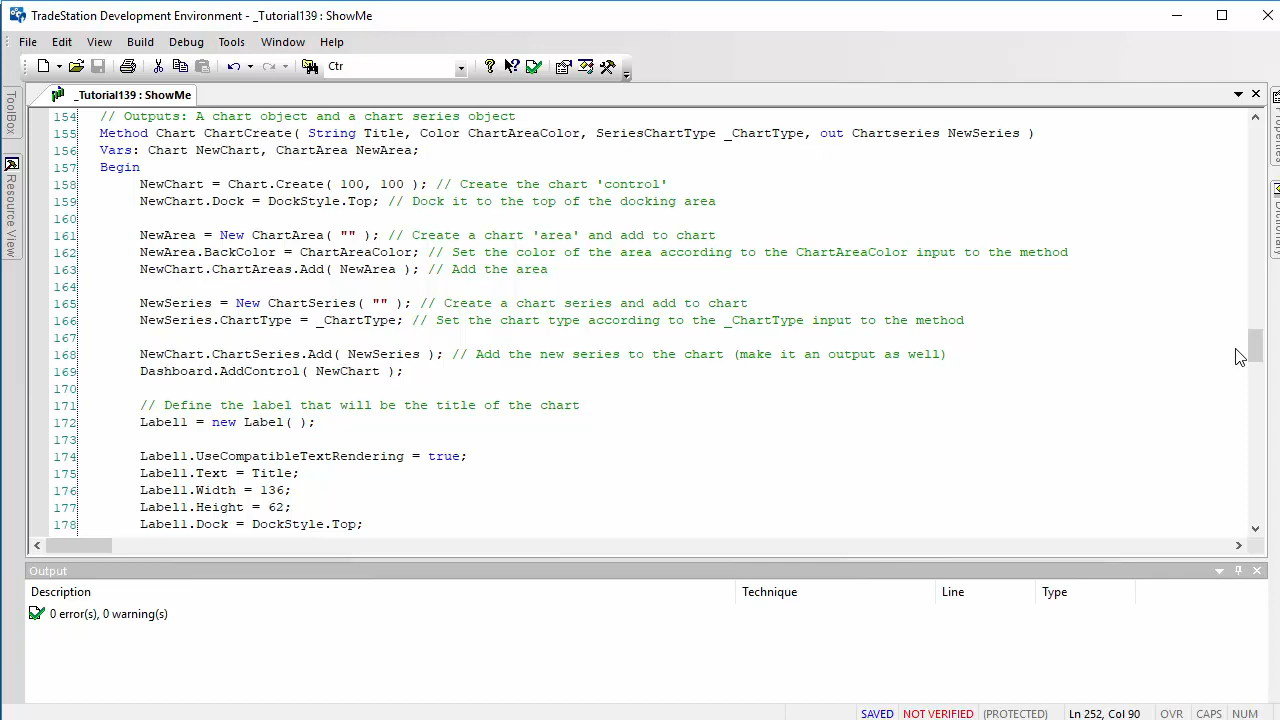 TradeStation Development Environment - _Tutorial139 : ShowMe
File Edit View Build Debug Tools Window Help
Ctr
ToolBox
Resource View
_Tutorial139 : ShowMe
154 // Outputs: A chart object and a chart series object
155 Method Chart ChartCreate( String Title, Color ChartAreaColor, SeriesChartType _ChartType, out Chartseries NewSeries )
156 Vars: Chart NewChart, ChartArea NewArea;
157 Begin
158 NewChart = Chart.Create( 100, 100 ); // Create the chart 'control'
159 NewChart.Dock = DockStyle.Top; // Dock it to the top of the docking area
160
161 NewArea = New ChartArea( "" ); // Create a chart 'area' and add to chart
162 NewArea.BackColor = ChartAreaColor; // Set the color of the area according to the ChartAreaColor input to the method
163 NewChart.ChartAreas.Add( NewArea ); // Add the area
164
165 NewSeries = New ChartSeries( "" ); // Create a chart series and add to chart
166 NewSeries.ChartType = _ChartType; // Set the chart type according to the _ChartType input to the method
167
168 NewChart.ChartSeries.Add( NewSeries ); // Add the new series to the chart (make it an output as well)
169 Dashboard.AddControl( NewChart );
170
171 // Define the label that will be the title of the chart
172 Label1 = new Label( );
173
174 Label1.UseCompatibleTextRendering = true;
175 Label1.Text = Title;
176 Label1.Width = 136;
177 Label1.Height = 62;
178 Label1.Dock = DockStyle.Top;
Output
Description Technique Line Type
0 error(s), 0 warning(s)
SAVED NOT VERIFIED (PROTECTED) Ln 252, Col 90 OVR CAPS NUM